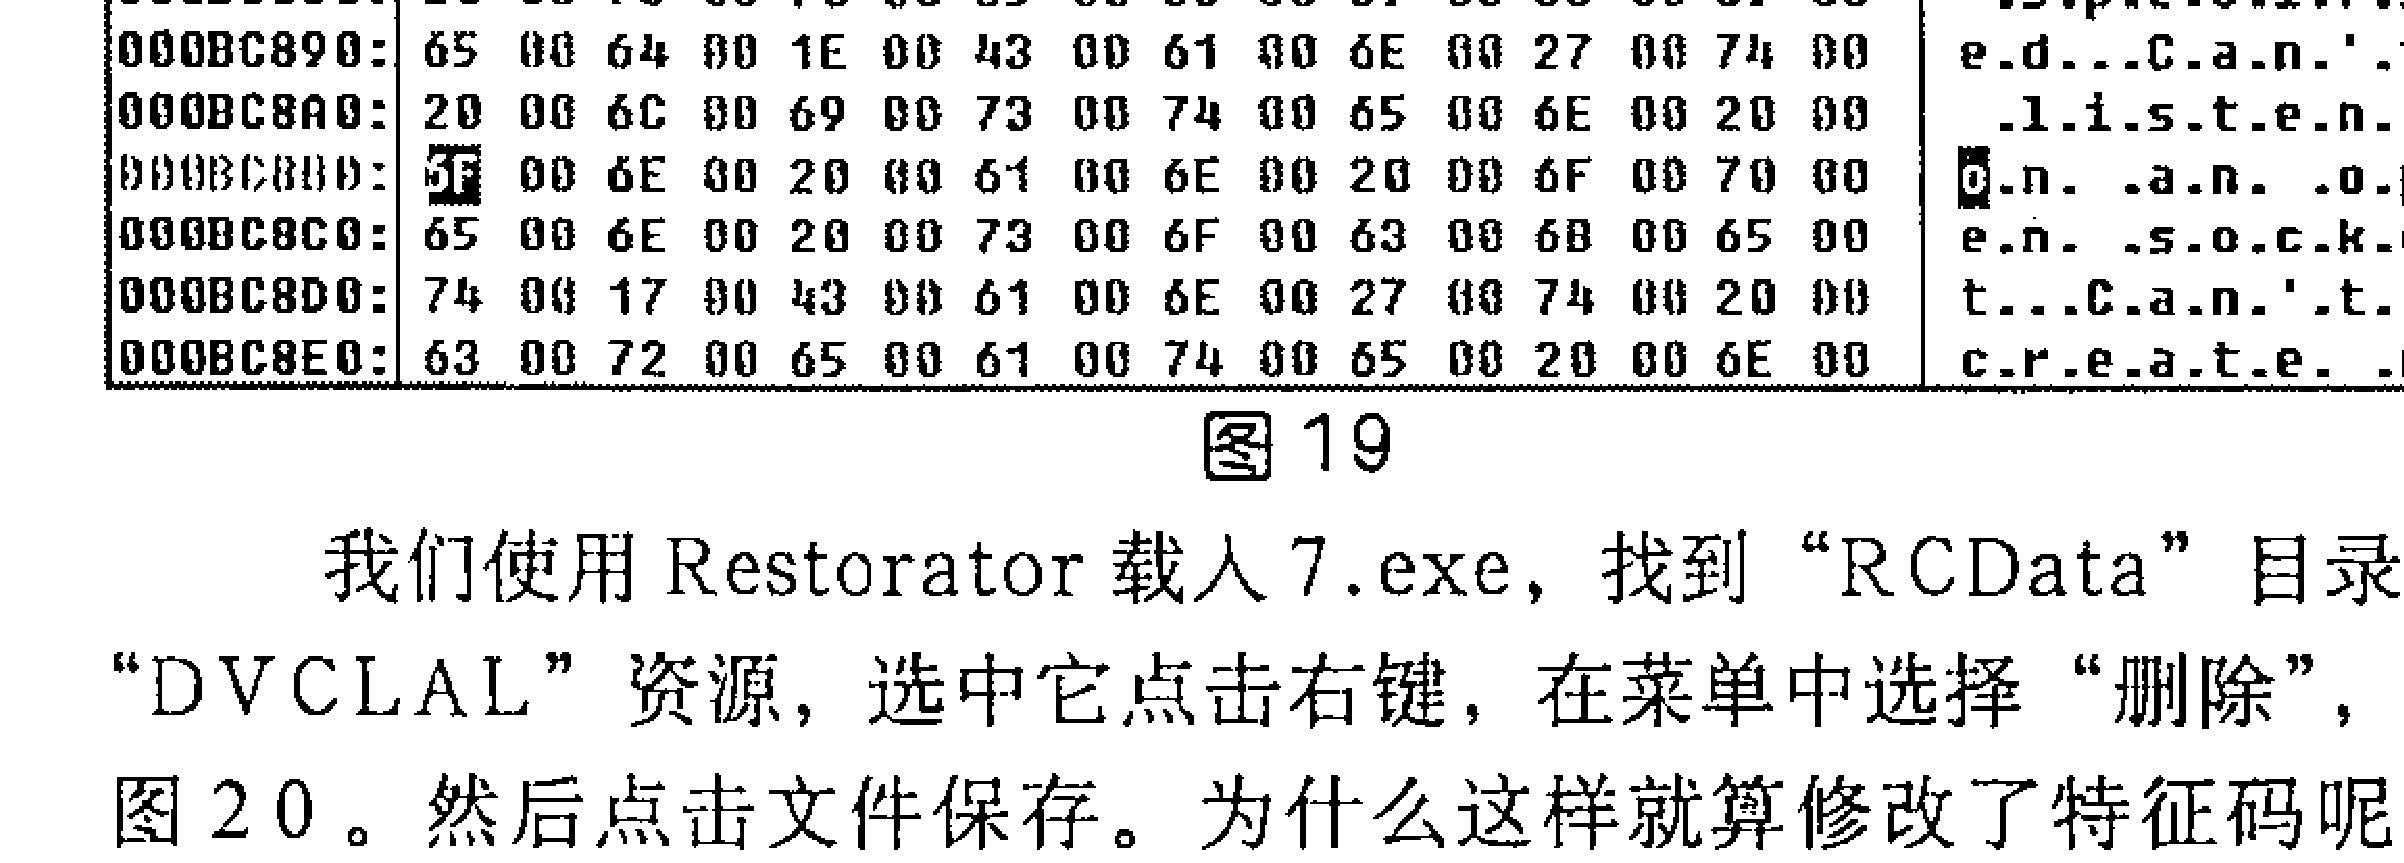 000BC890: 65 00 64 00 1E 00 43 00 61 00 6E 00 27 00 74 00 e.d...C.a.n.'.
000BC8A0: 20 00 6C 00 69 00 73 00 74 00 65 00 6E 00 20 00 .l.i.s.t.e.n.
000BC8B0: 6F 00 6E 00 20 00 61 00 6E 00 20 00 6F 00 70 00 o.n. .a.n. .o.
000BC8C0: 65 00 6E 00 20 00 73 00 6F 00 63 00 6B 00 65 00 e.n. .s.o.c.k.
000BC8D0: 74 00 17 00 43 00 61 00 6E 00 27 00 74 00 20 00 t...C.a.n.'.t.
000BC8E0: 63 00 72 00 65 00 61 00 74 00 65 00 20 00 6E 00 c.r.e.a.t.e. .
图 19
我们使用 Restorator 载入 7.exe，找到 “RCData” 目录
“DVCLAL” 资源，选中它点击右键，在菜单中选择 “删除”，
图 20。然后点击文件保存。为什么这样就算修改了特征码呢